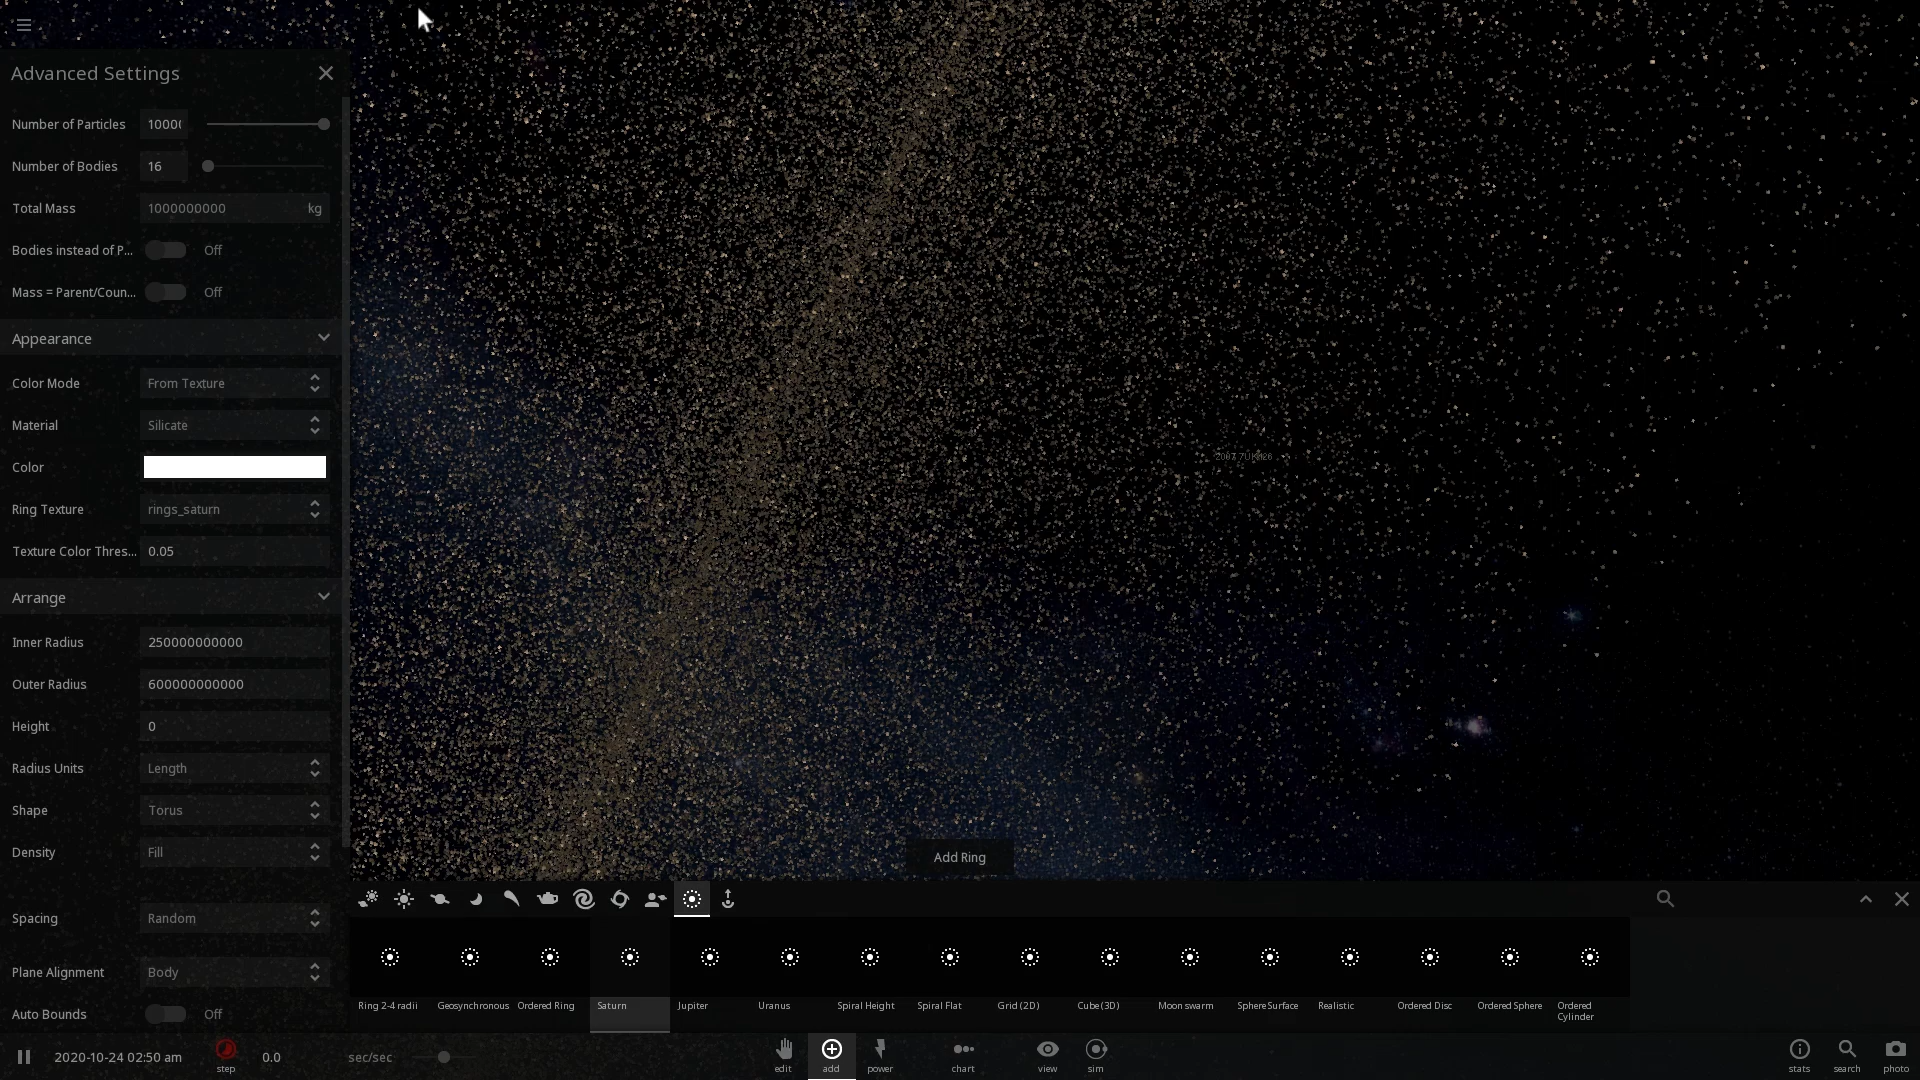 Advanced Settings
Number of Particles 1000
Number of Bodies 16
Total Mass 1000000000 kg
Bodies instead of P... Off
Mass = Parent/Coun... Off
Appearance
Color Mode From Texture
Material Silicate
Color
Ring Texture rings_saturn
Texture Color Thres... 0.05
Arrange
Inner Radius 250000000000
Outer Radius 600000000000
Height 0
Radius Units Length
Shape Torus
Density Fill
Spacing Random
Plane Alignment Body
Auto Bounds Off
Add Ring
Ring 2-4 radii Geosynchronous Ordered Ring Saturn Jupiter Uranus Spiral Height Spiral Flat Grid (2D) Cube (3D) Moon swarm Sphere Surface Realistic Ordered Disc Ordered Sphere Ordered
Cylinder
2020-10-24 02:50 am step 0.0 sec/sec edit add power chart view sim stats search photo